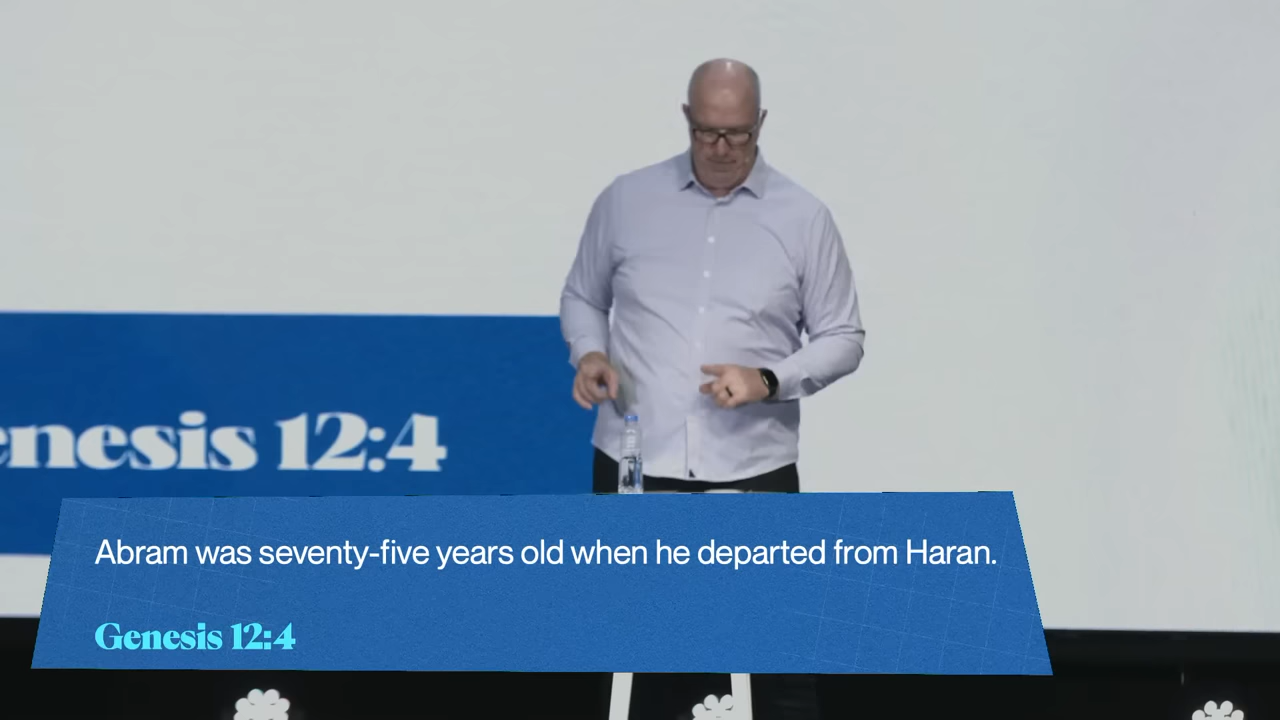 enesis 12:4
Abram was seventy-five years old when he departed from Haran.
Genesis 12:4